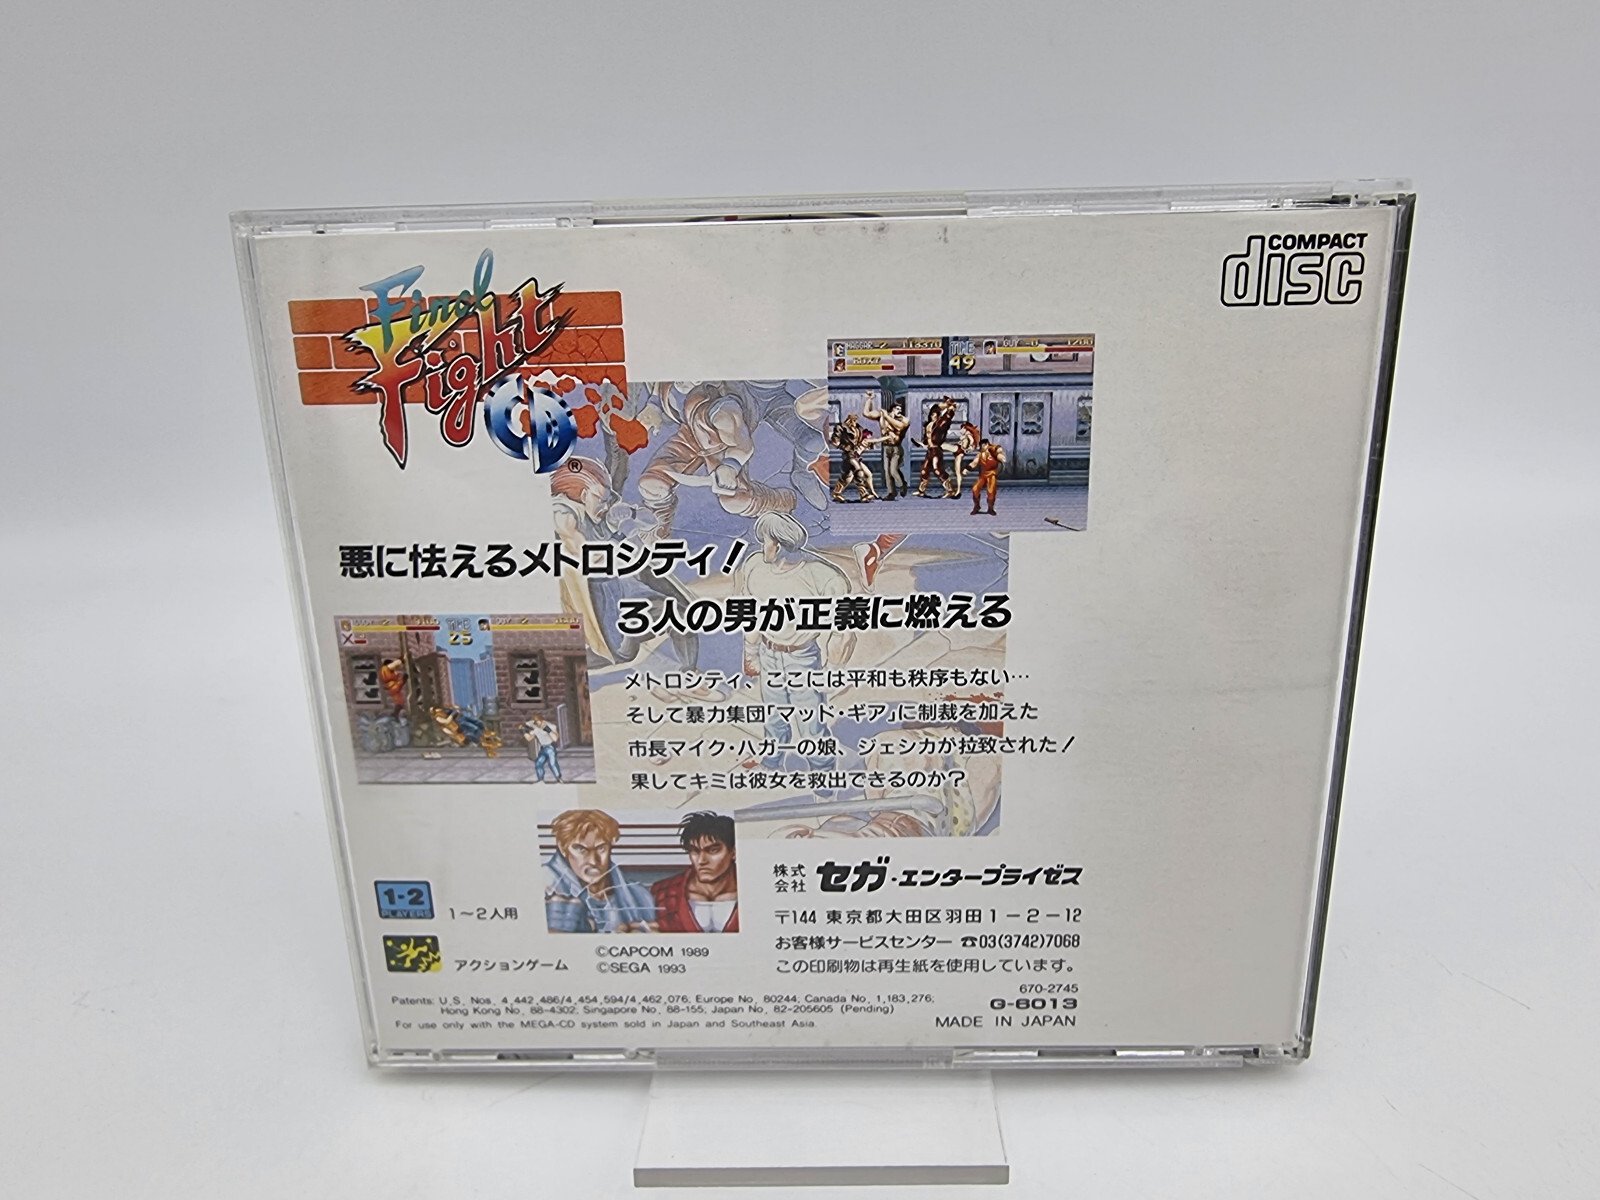 COMPACT
disc
Final
Fight
CD
®
TIME
49
悪に怯えるメトロシティ!
3人の男が正義に燃える
TIME
25
メトロシティ、ここには平和も秩序もない…
そして暴力集団「マッド・ギア」に制裁を加えた
市長マイク・ハガーの娘、ジェシカが拉致された!
果してキミは彼女を救出できるのか?
1-2
PLAYERS
1～2人用
アクションゲーム
©CAPCOM 1989
©SEGA 1993
株式会社 セガ・エンタープライゼス
〒144 東京都大田区羽田1-2-12
お客様サービスセンター ☎03(3742)7068
この印刷物は再生紙を使用しています。
670-2745
G-6013
MADE IN JAPAN
Patents: U.S. Nos. 4,442,486/4,454,594/4,462,076; Europe No. 80244; Canada No. 1,183,276;
Hong Kong No. 88-4302; Singapore No. 88-155; Japan No. 82-205605 (Pending)
For use only with the MEGA-CD system sold in Japan and Southeast Asia.